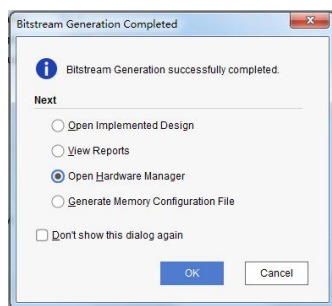 Bitstream Generation Completed
Bitstream Generation successfully completed.
Next
Open Implemented Design
View Reports
Open Hardware Manager
Generate Memory Configuration File
Don't show this dialog again
OK
Cancel